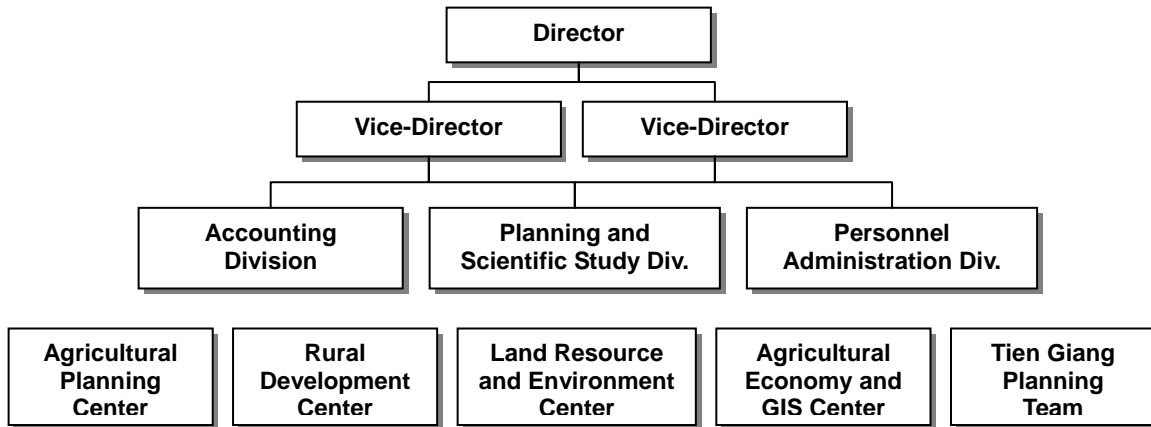 Director
Vice-Director
Vice-Director
Accounting
Division
Planning and
Scientific Study Div.
Personnel
Administration Div.
Agricultural
Planning
Center
Rural
Development
Center
Land Resource
and Environment
Center
Agricultural
Economy and
GIS Center
Tien Giang
Planning
Team